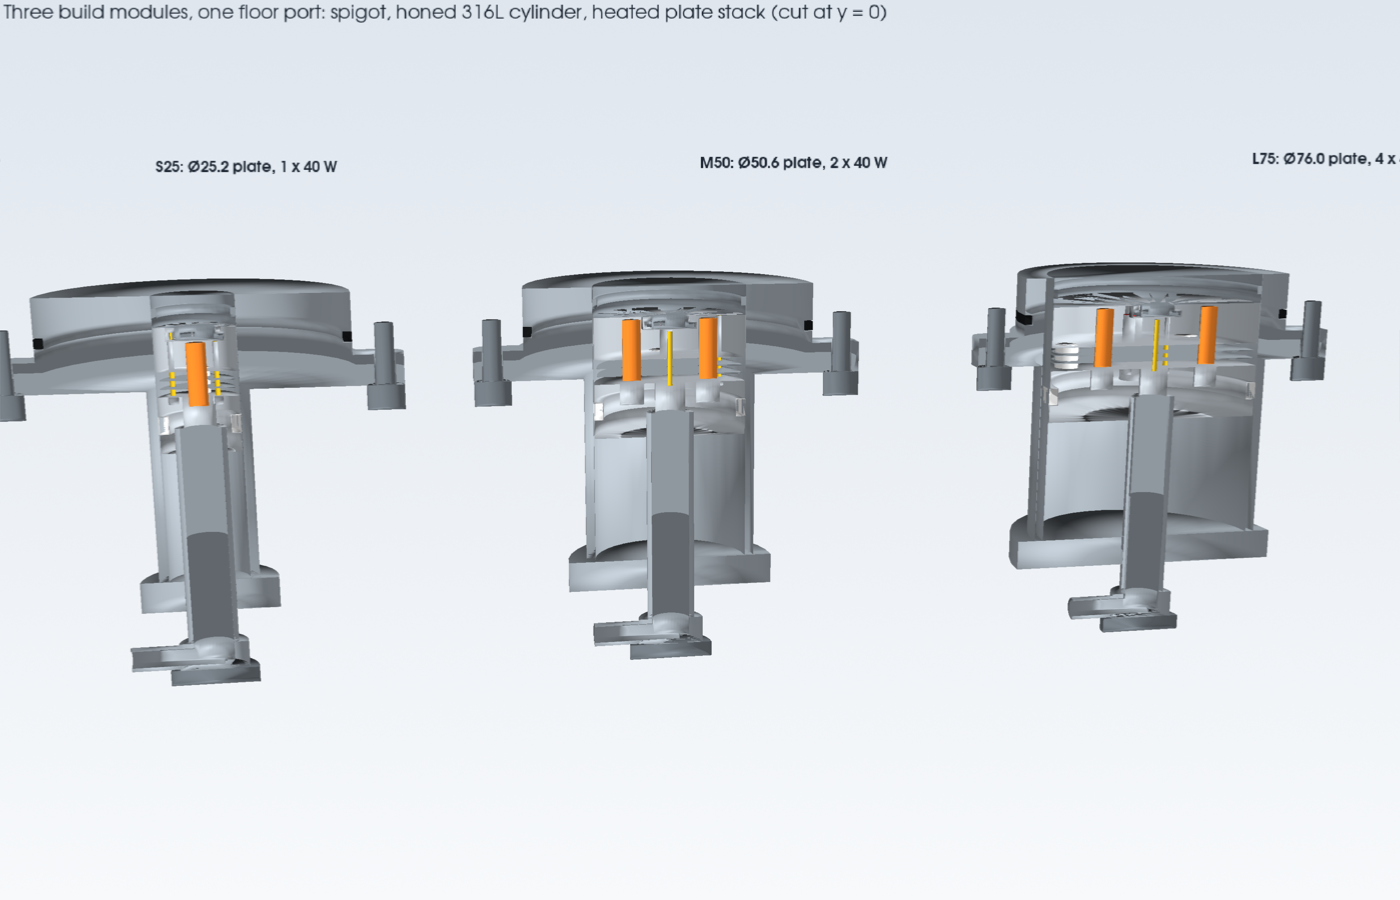 Three build modules, one floor port: spigot, honed 316L cylinder, heated plate stack (cut at y = 0)
S25: Ø25.2 plate, 1 x 40 W
M50: Ø50.6 plate, 2 x 40 W
L75: Ø76.0 plate, 4 x